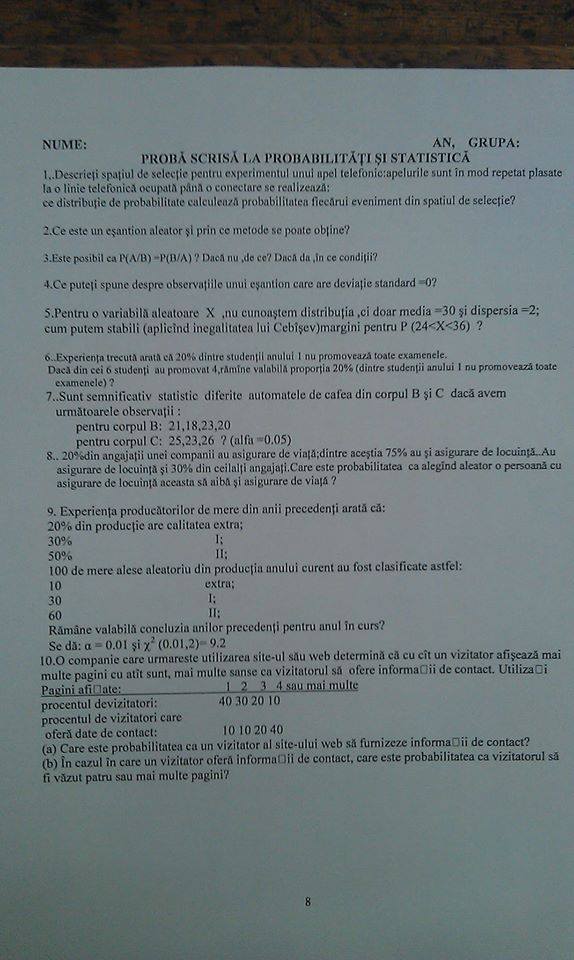 NUME: AN, GRUPA:
PROBĂ SCRISĂ LA PROBABILITĂŢI ŞI STATISTICĂ
1,.Descrieţi spaţiul de selecţie pentru experimentul unui apel telefonic:apelurile sunt în mod repetat plasate
la o linie telefonică ocupată până o conectare se realizează:
ce distribuţie de probabilitate calculează probabilitatea fiecărui eveniment din spatiul de selecţie?
2.Ce este un eşantion aleator şi prin ce metode se poate obţine?
3.Este posibil ca P(A/B) =P(B/A) ? Dacă nu ,de ce? Dacă da ,în ce condiţii?
4.Ce puteţi spune despre observaţiile unui eşantion care are deviaţie standard =0?
5.Pentru o variabilă aleatoare X ,nu cunoaştem distribuţia ,ci doar media =30 şi dispersia =2;
cum putem stabili (aplicînd inegalitatea lui Cebîşev)margini pentru P (24<X<36) ?
6..Experienţa trecută arată că 20% dintre studenţii anului 1 nu promovează toate examenele.
Dacă din cei 6 studenţi au promovat 4,rămîne valabilă proporţia 20% (dintre studenţii anului 1 nu promovează toate
examenele) ?
7..Sunt semnificativ statistic diferite automatele de cafea din corpul B şi C dacă avem
următoarele observaţii :
pentru corpul B: 21,18,23,20
pentru corpul C: 25,23,26 ? (alfa =0.05)
8.. 20%din angajaţii unei companii au asigurare de viaţă;dintre aceştia 75% au şi asigurare de locuinţă..Au
asigurare de locuinţă şi 30% din ceilalţi angajaţi.Care este probabilitatea ca alegînd aleator o persoană cu
asigurare de locuinţă aceasta să aibă şi asigurare de viaţă ?
9. Experienţa producătorilor de mere din anii precedenţi arată că:
20% din producţie are calitatea extra;
30% I;
50% II;
100 de mere alese aleatoriu din producţia anului curent au fost clasificate astfel:
10 extra;
30 I;
60 II;
Rămâne valabilă concluzia anilor precedenţi pentru anul în curs?
Se dă: α = 0.01 şi χ² (0.01,2)= 9.2
10.O companie care urmareste utilizarea site-ul său web determină că cu cît un vizitator afişează mai
multe pagini cu atît sunt, mai multe sanse ca vizitatorul să ofere informa□ii de contact. Utiliza□i
Pagini afi□ate: 1 2 3 4 sau mai multe
procentul devizitatori: 40 30 20 10
procentul de vizitatori care
oferă date de contact: 10 10 20 40
(a) Care este probabilitatea ca un vizitator al site-ului web să furnizeze informa□ii de contact?
(b) În cazul în care un vizitator oferă informa□ii de contact, care este probabilitatea ca vizitatorul să
fi văzut patru sau mai multe pagini?
8